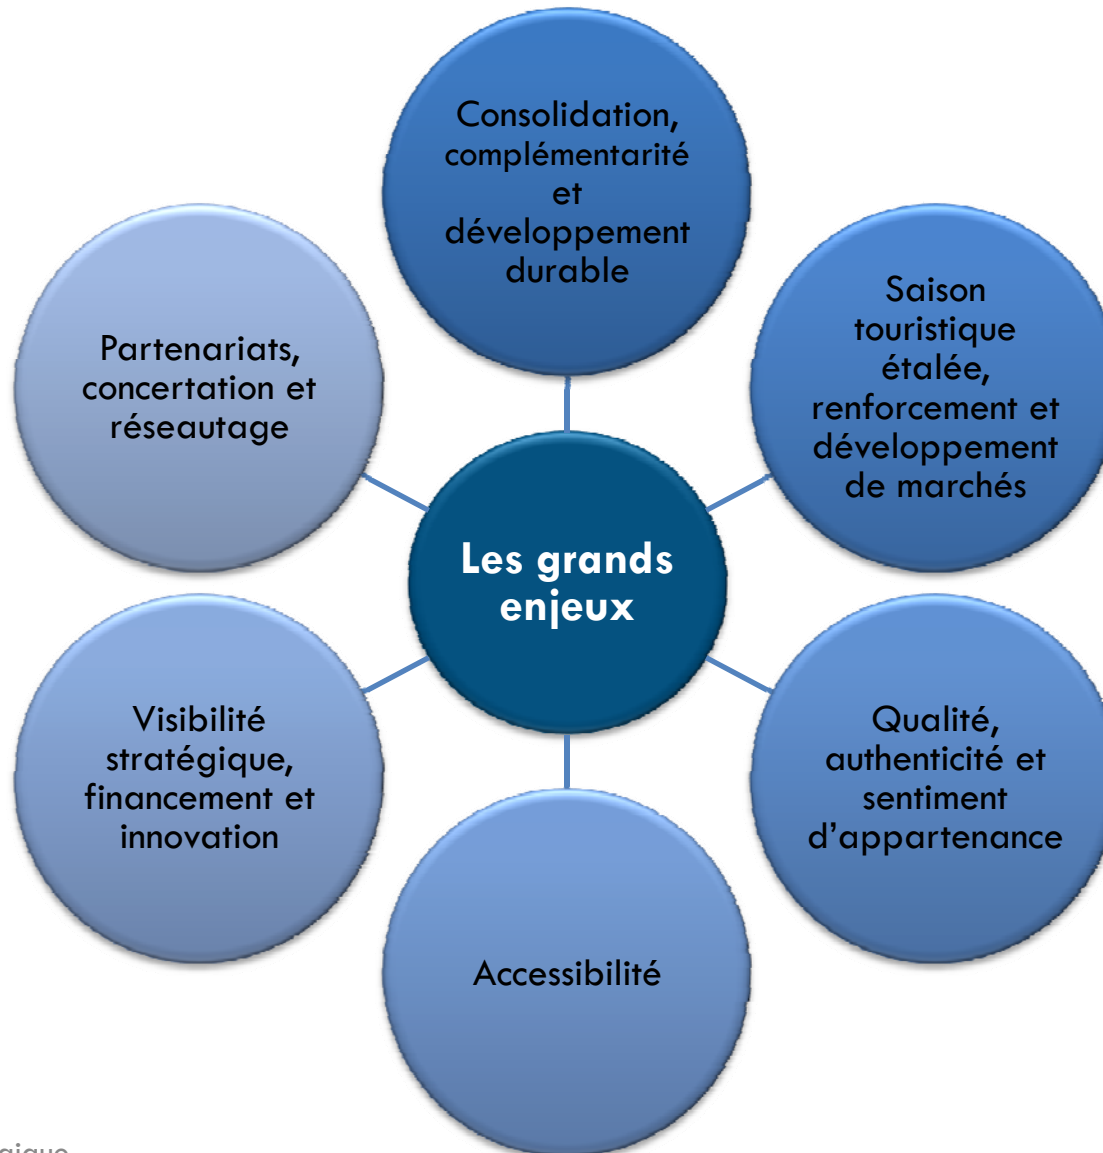 Consolidation,
complémentarité
et
développement
durable
Saison
touristique
étalée,
renforcement et
développement
de marchés
Partenariats,
concertation et
réseautage
Les grands
enjeux
Qualité,
authenticité et
sentiment
d’appartenance
Visibilité
stratégique,
financement et
innovation
Accessibilité